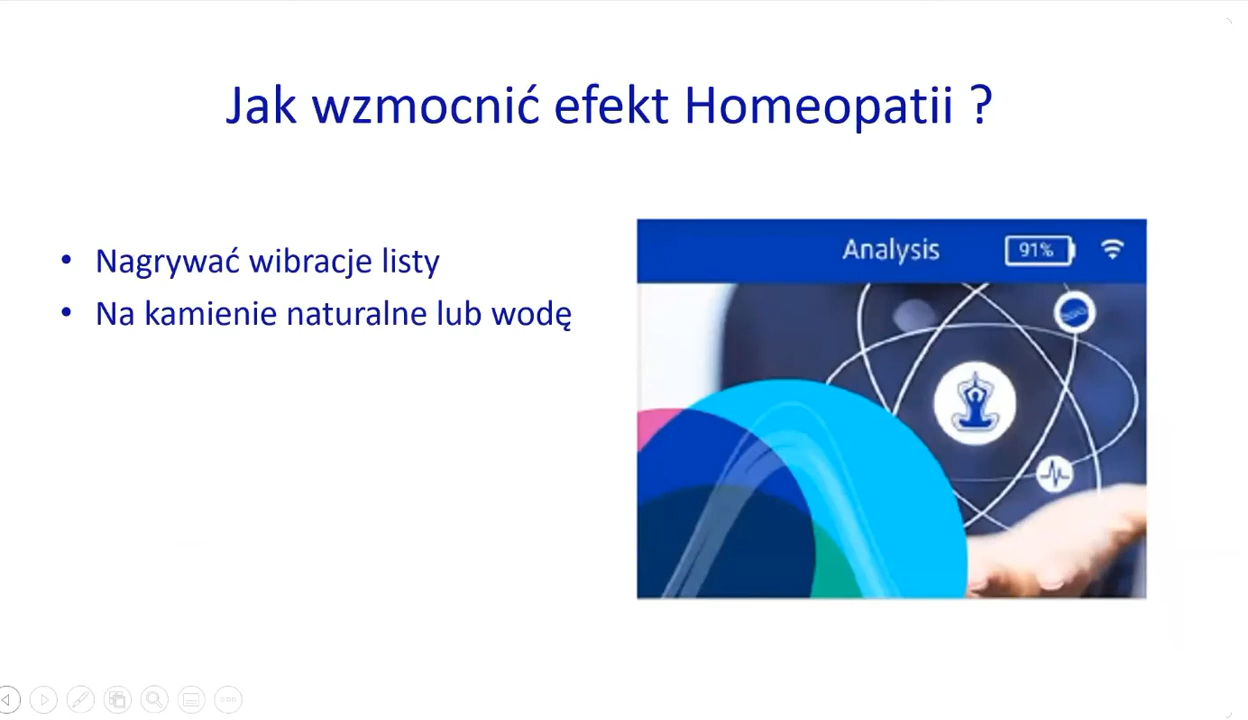 Jak wzmocnić efekt Homeopatii ?
• Nagrywać wibracje listy
• Na kamienie naturalne lub wodę
Analysis
91%